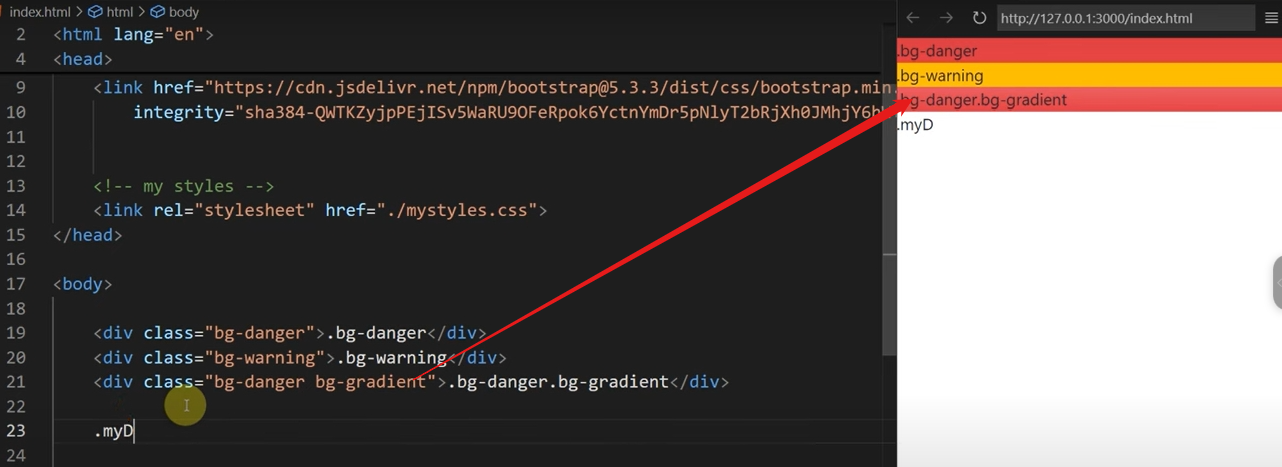 index.html > html > body
2 <html lang="en">
4 <head>
9 <link href="https://cdn.jsdelivr.net/npm/bootstrap@5.3.3/dist/css/bootstrap.min.
10 integrity="sha384-QWTKZyjpPEjISv5WaRU9OFeRpok6YctnYmDr5pNlyT2bRjXh0JMhjY6hW
11
12
13 <!-- my styles -->
14 <link rel="stylesheet" href="./mystyles.css">
15 </head>
16
17 <body>
18
19 <div class="bg-danger">.bg-danger</div>
20 <div class="bg-warning">.bg-warning</div>
21 <div class="bg-danger bg-gradient">.bg-danger.bg-gradient</div>
22
23 .myD
24
http://127.0.0.1:3000/index.html
.bg-danger
.bg-warning
.bg-danger.bg-gradient
.myD